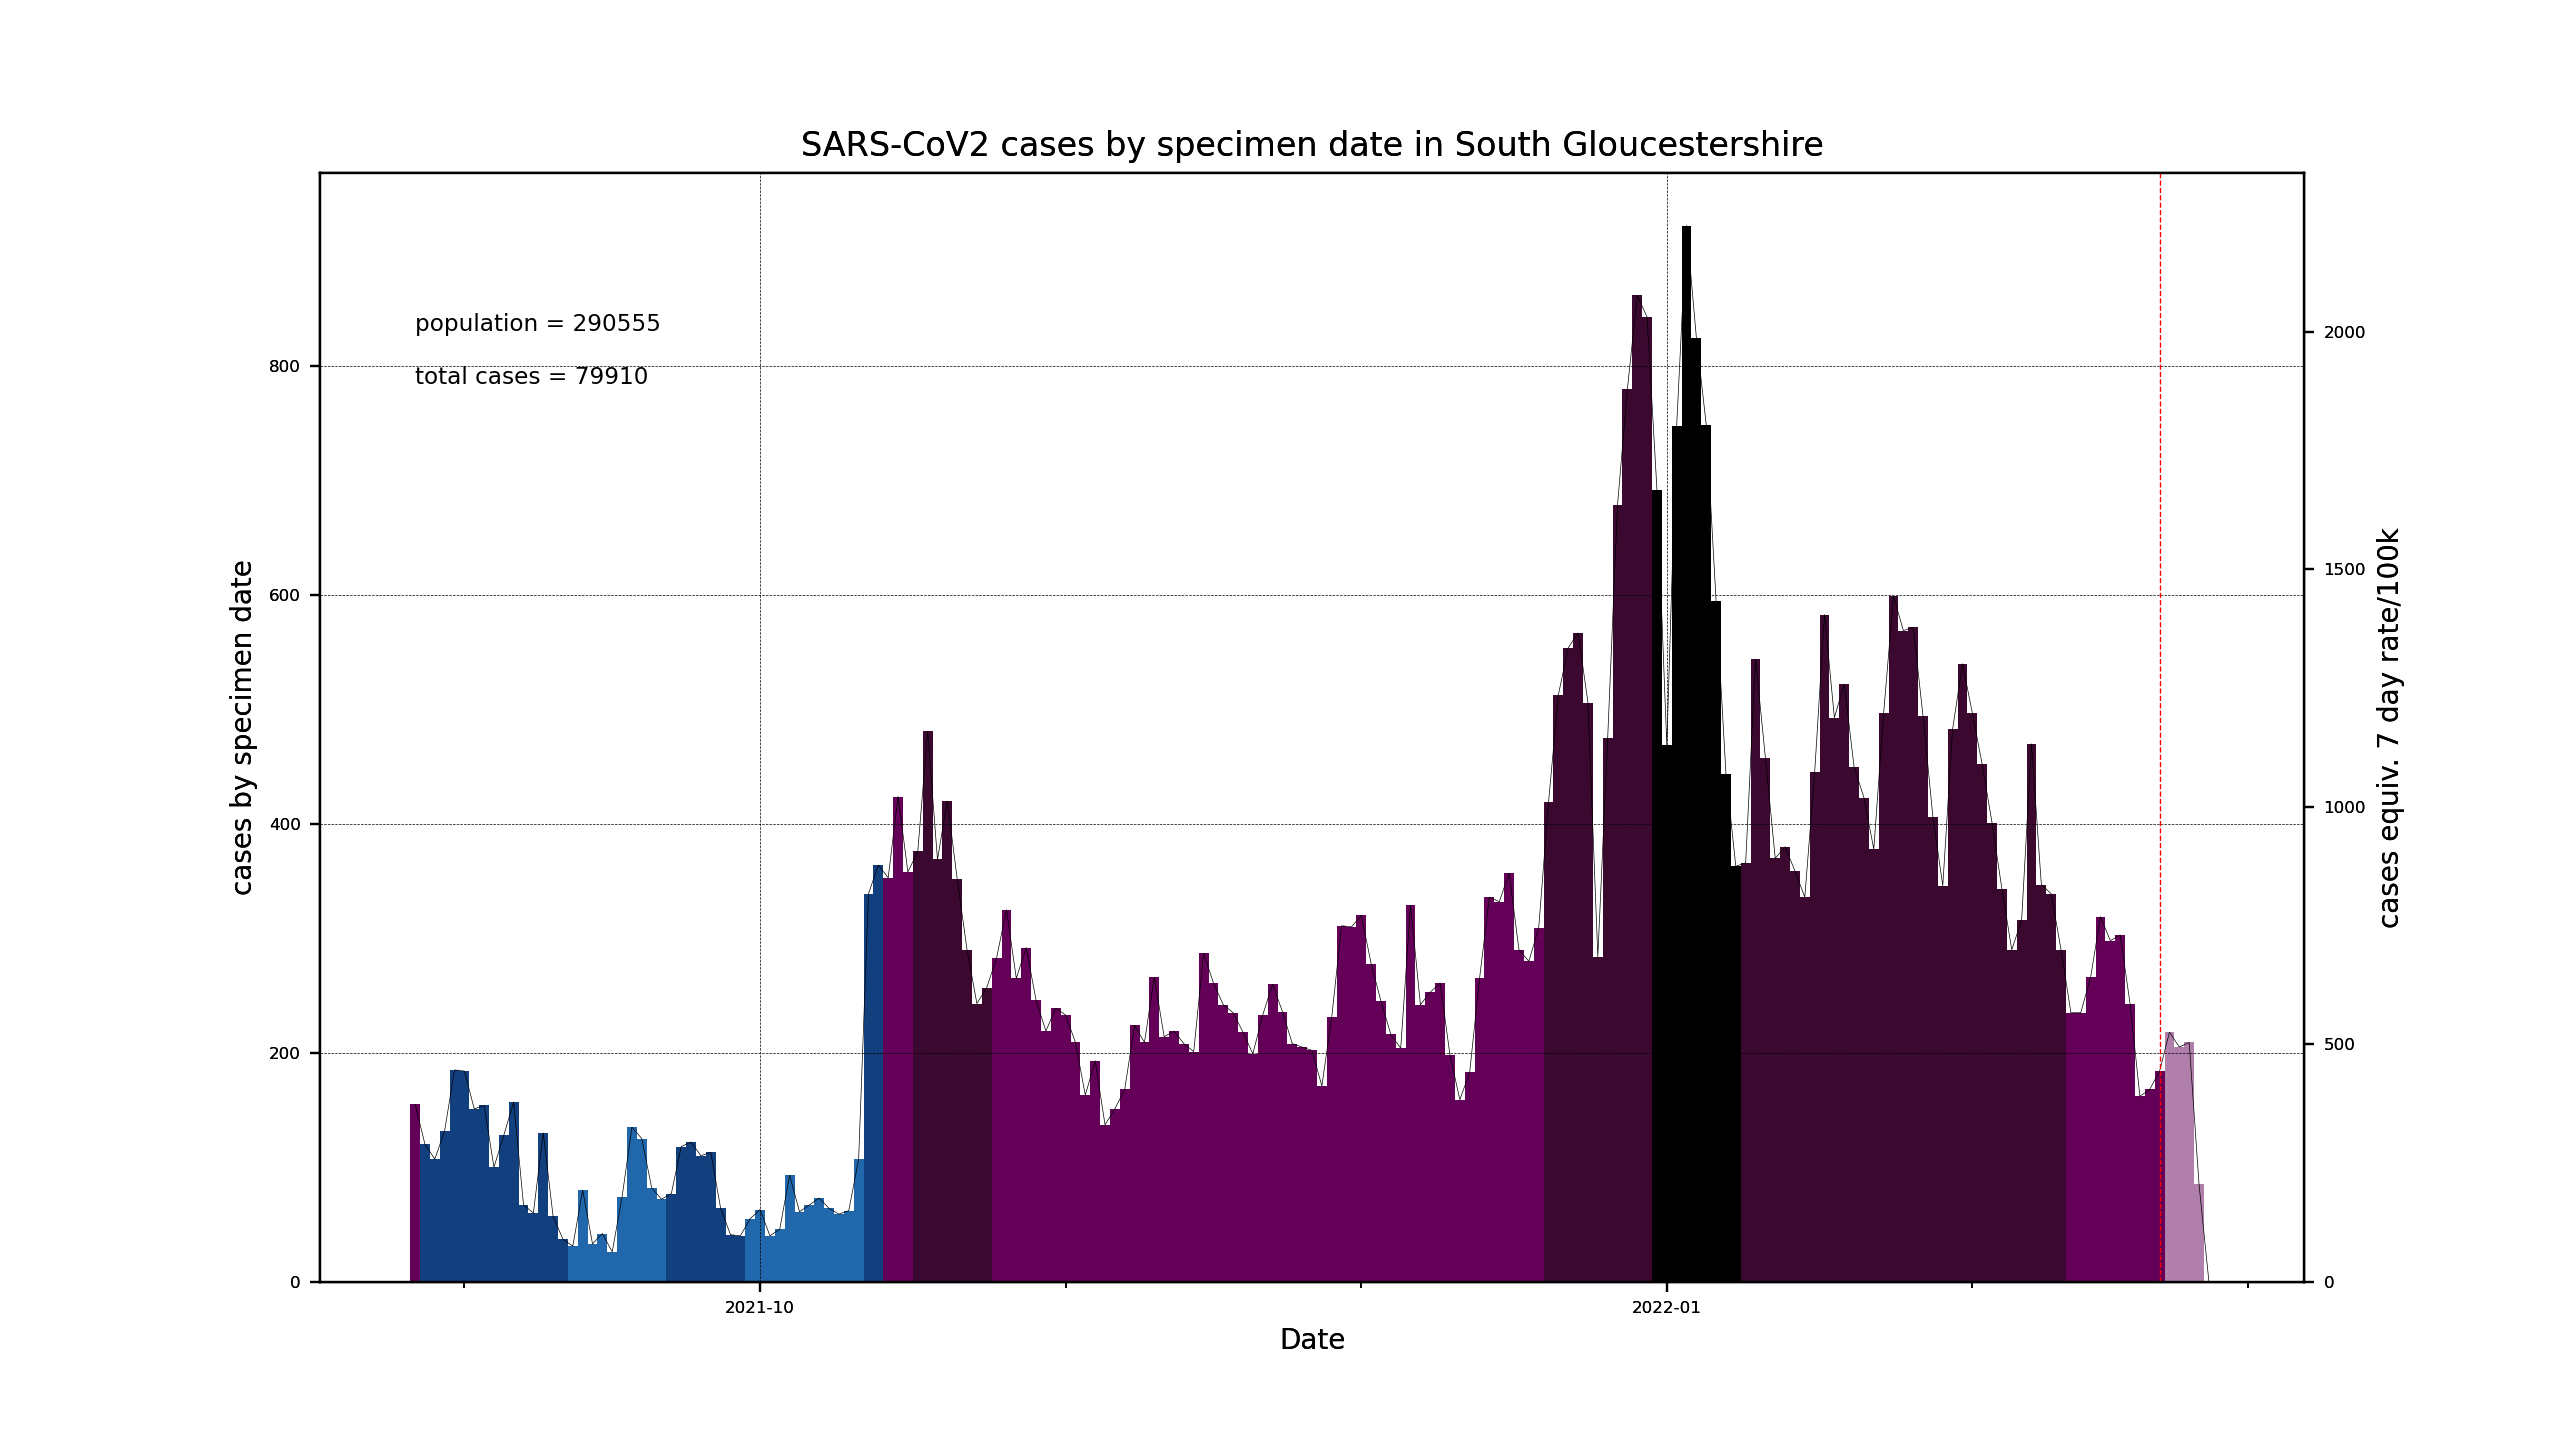 SARS-CoV2 cases by specimen date in South Gloucestershire
population = 290555
total cases = 79910
cases by specimen date
800
600
400
200
0
2000
1500
1000
500
0
cases equiv. 7 day rate/100k
2021-10
2022-01
Date